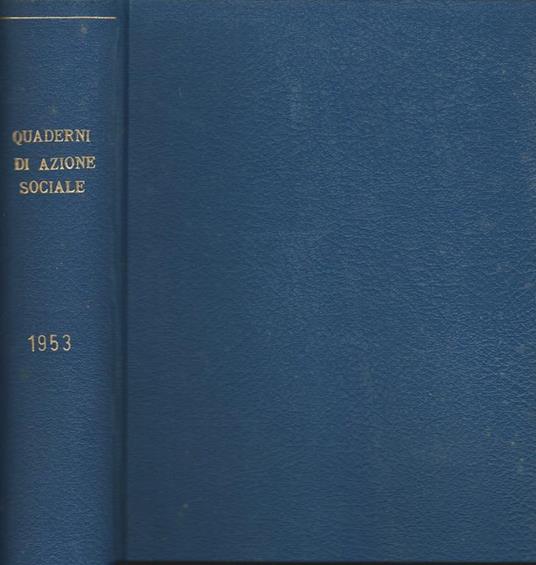 QUADERNI
DI AZIONE
SOCIALE
1953